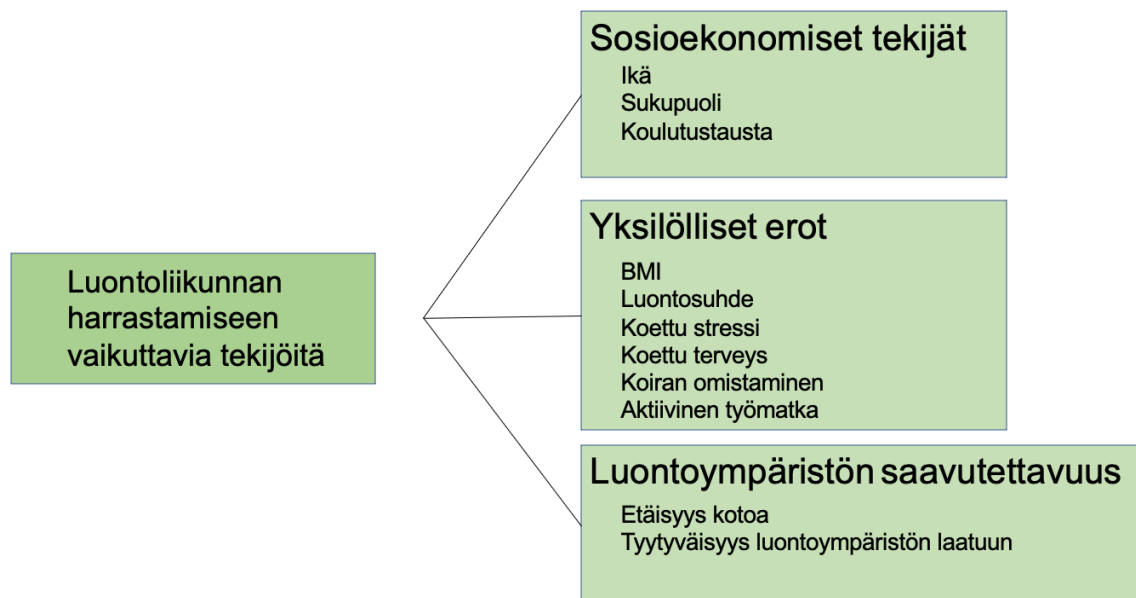 Luontoliikunnan
harrastamiseen
vaikuttavia tekijöitä
Sosioekonomiset tekijät
Ikä
Sukupuoli
Koulutustausta
Yksilölliset erot
BMI
Luontosuhde
Koettu stressi
Koettu terveys
Koiran omistaminen
Aktiivinen työmatka
Luontoympäristön saavutettavuus
Etäisyys kotoa
Tyytyväisyys luontoympäristön laatuun